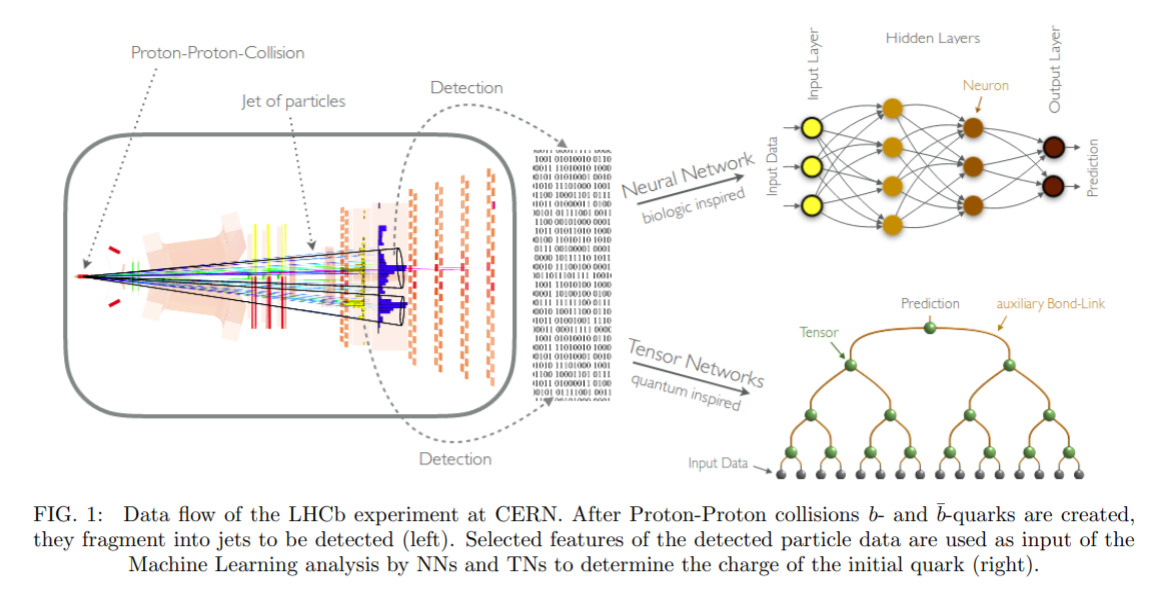 Proton-Proton-Collision
Jet of particles
Detection
Detection
Neural Network
biologic inspired
Tensor Networks
quantum inspired
Input Layer
Hidden Layers
Output Layer
Neuron
Input Data
Prediction
Prediction
auxiliary Bond-Link
Tensor
Input Data
FIG. 1: Data flow of the LHCb experiment at CERN. After Proton-Proton collisions b- and b̄-quarks are created,
they fragment into jets to be detected (left). Selected features of the detected particle data are used as input of the
Machine Learning analysis by NNs and TNs to determine the charge of the initial quark (right).